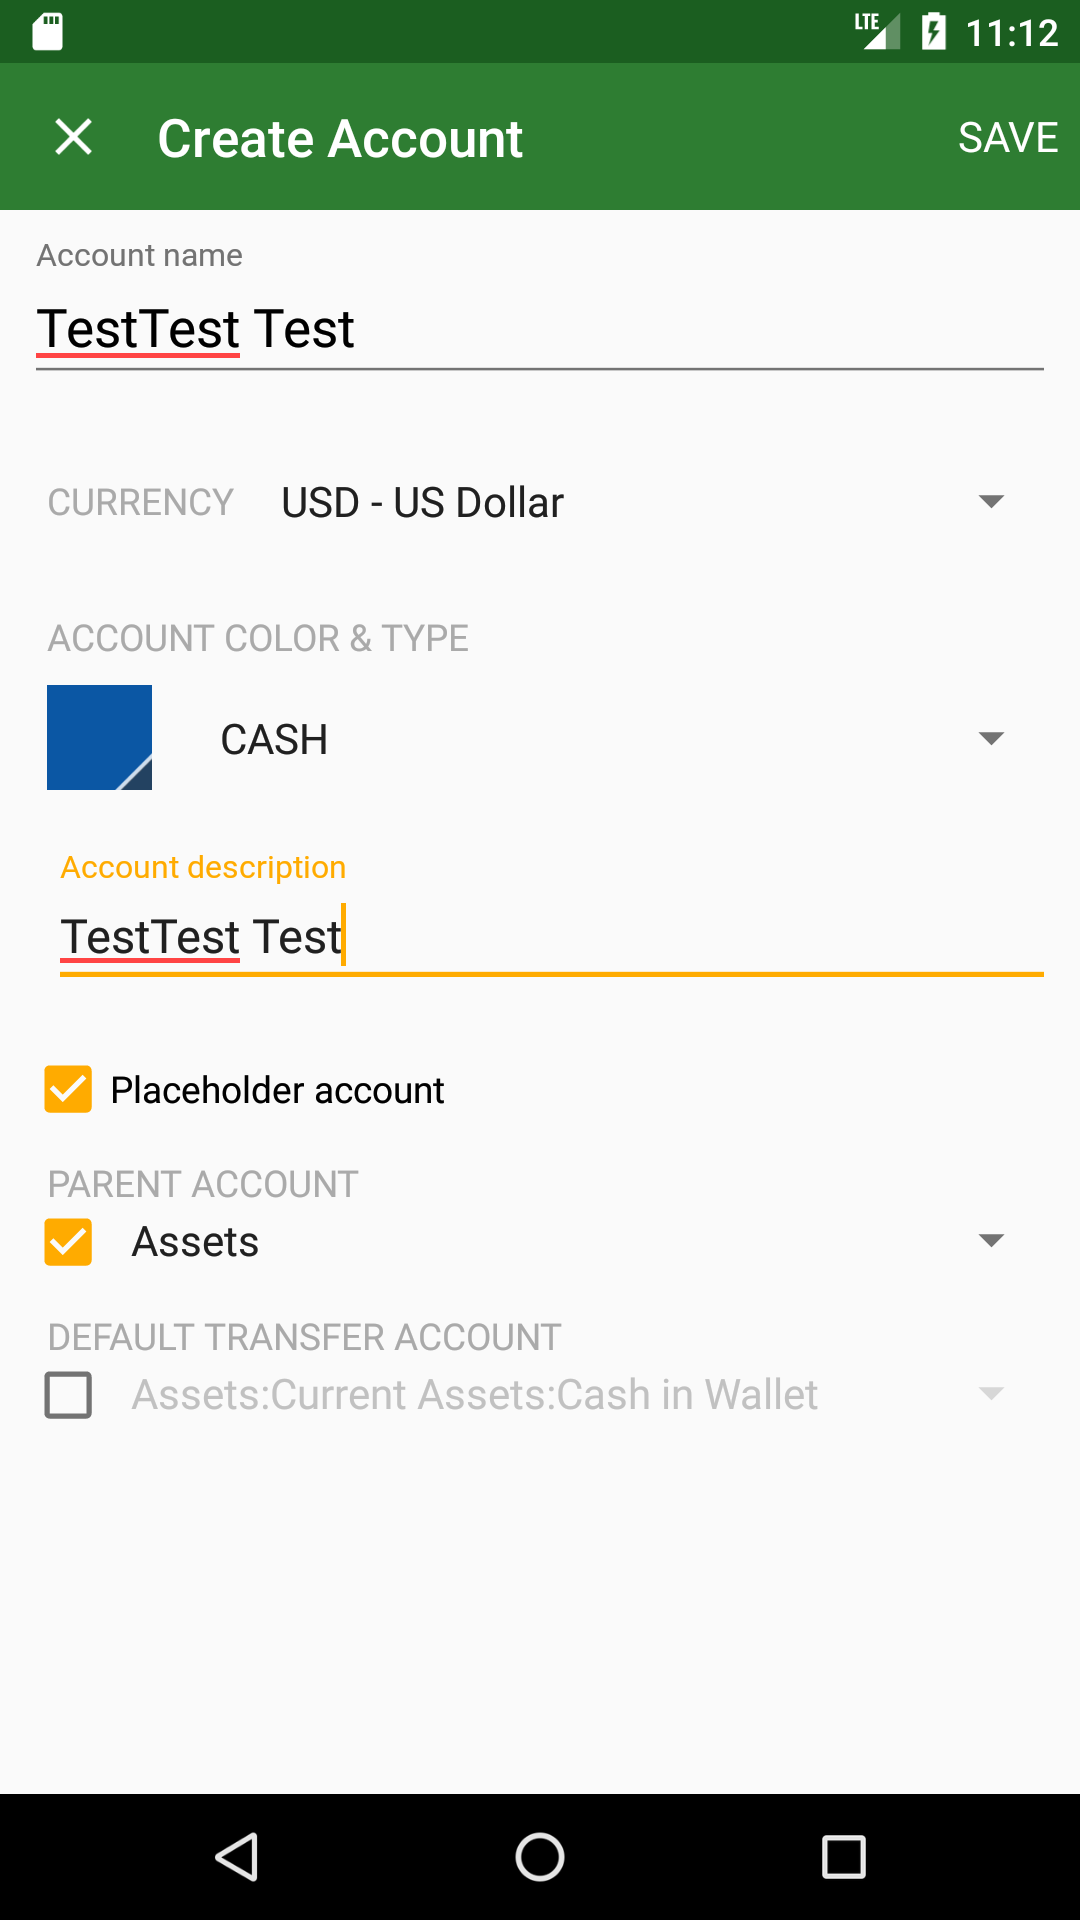 LTE 11:12
Create Account SAVE
Account name
TestTest Test
CURRENCY USD - US Dollar
ACCOUNT COLOR & TYPE
CASH
Account description
TestTest Test
Placeholder account
PARENT ACCOUNT
Assets
DEFAULT TRANSFER ACCOUNT
Assets:Current Assets:Cash in Wallet